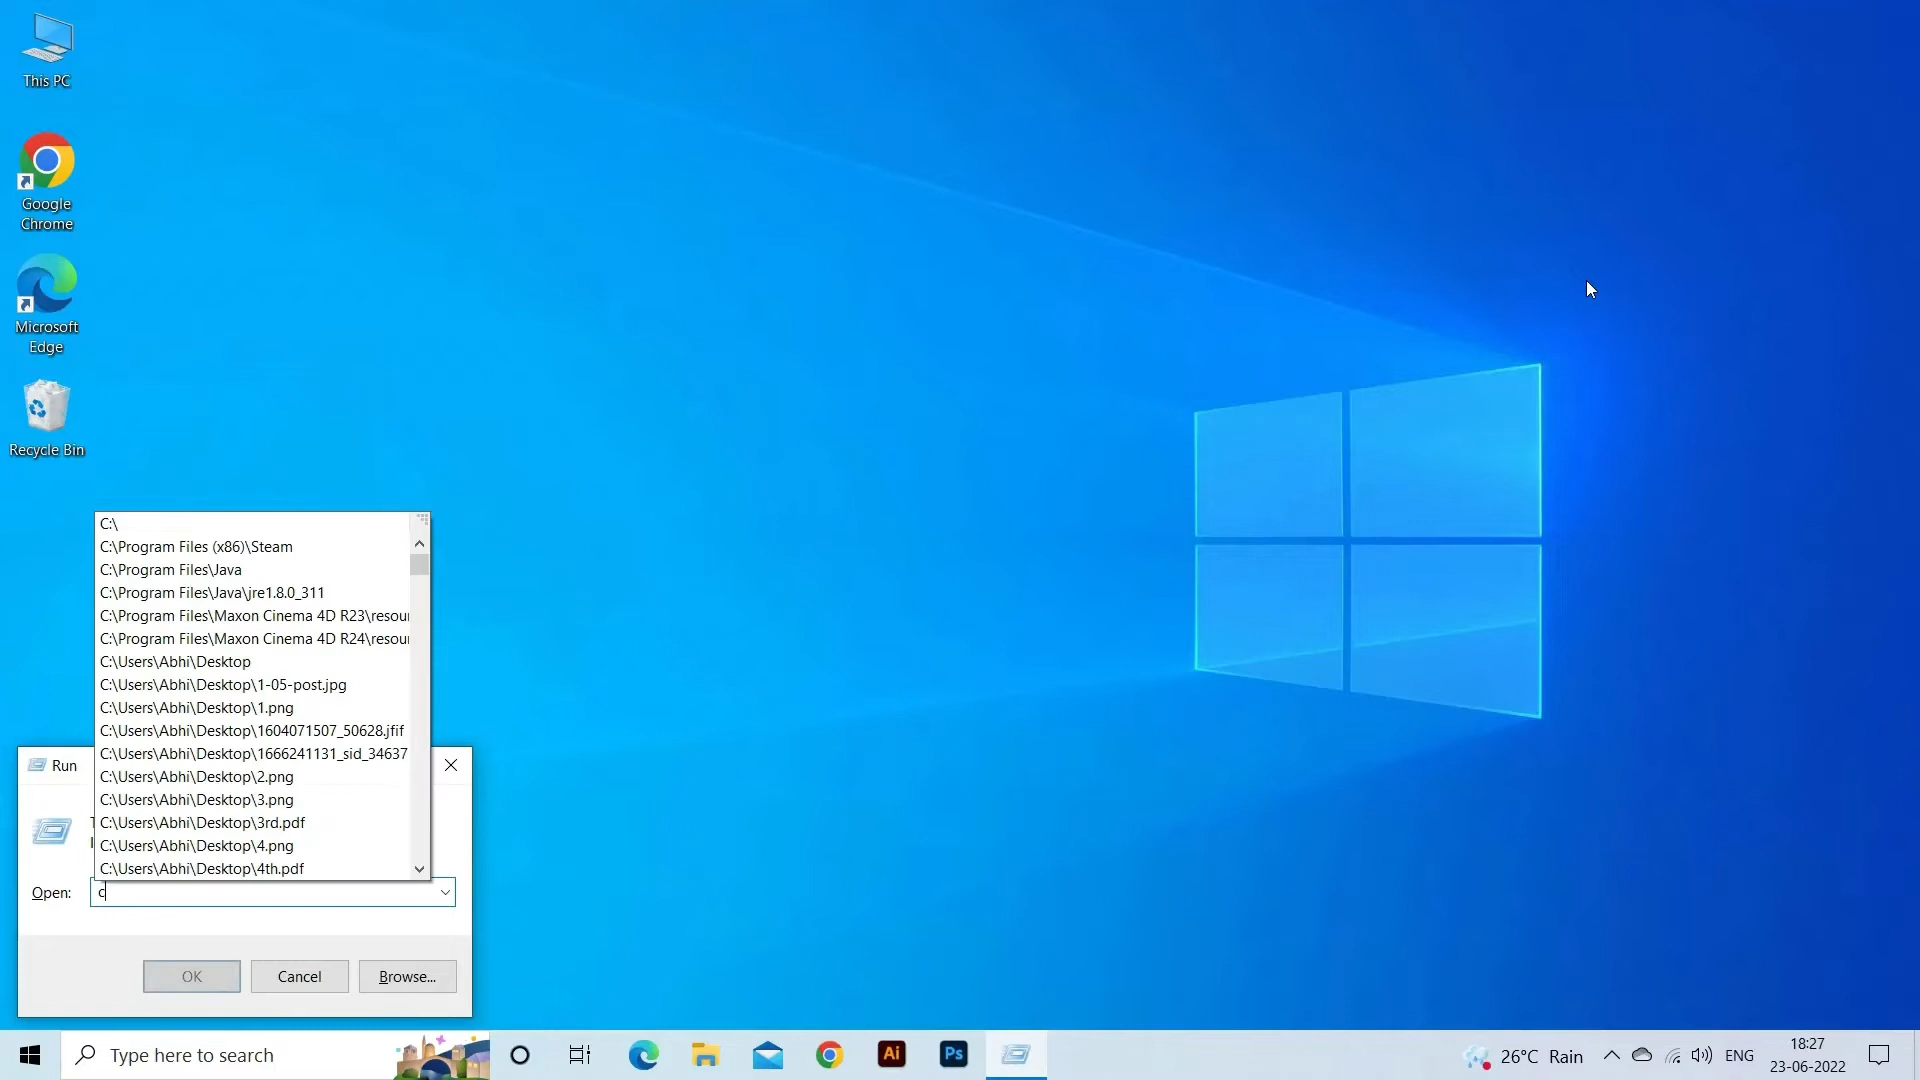 This PC
Google
Chrome
Microsoft
Edge
Recycle Bin
C:\
C:\Program Files (x86)\Steam
C:\Program Files\Java
C:\Program Files\Java\jre1.8.0_311
C:\Program Files\Maxon Cinema 4D R23\resour
C:\Program Files\Maxon Cinema 4D R24\resour
C:\Users\Abhi\Desktop
C:\Users\Abhi\Desktop\1-05-post.jpg
C:\Users\Abhi\Desktop\1.png
C:\Users\Abhi\Desktop\1604071507_50628.jfif
C:\Users\Abhi\Desktop\1666241131_sid_34637
C:\Users\Abhi\Desktop\2.png
C:\Users\Abhi\Desktop\3.png
C:\Users\Abhi\Desktop\3rd.pdf
C:\Users\Abhi\Desktop\4.png
C:\Users\Abhi\Desktop\4th.pdf
Run
Open: c
OK Cancel Browse...
Type here to search
Ai
Ps
26°C Rain
ENG
18:27
23-06-2022